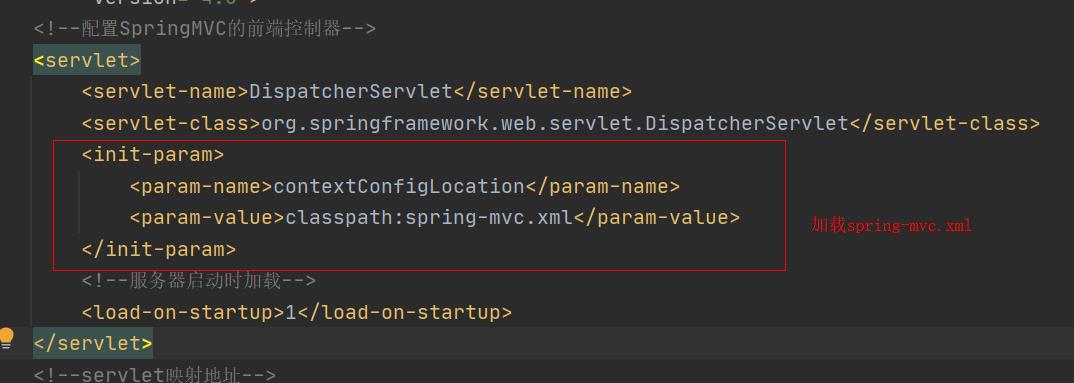 version="4.0">
<!--配置SpringMVC的前端控制器-->
<servlet>
<servlet-name>DispatcherServlet</servlet-name>
<servlet-class>org.springframework.web.servlet.DispatcherServlet</servlet-class>
<init-param>
<param-name>contextConfigLocation</param-name>
<param-value>classpath:spring-mvc.xml</param-value>
加载spring-mvc.xml
</init-param>
<!--服务器启动时加载-->
<load-on-startup>1</load-on-startup>
</servlet>
<!--servlet映射地址-->